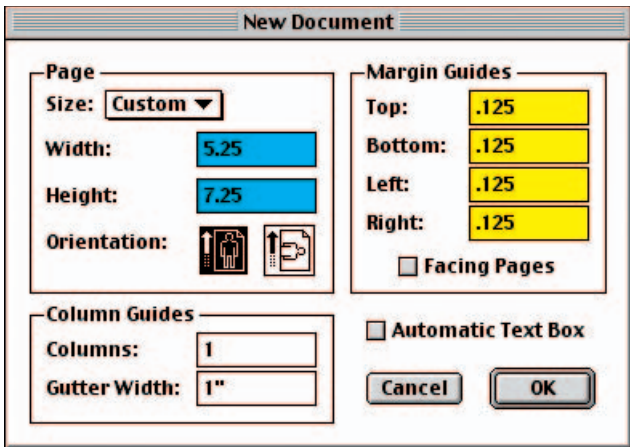 New Document
Page
Size: Custom
Width: 5.25
Height: 7.25
Orientation:
Margin Guides
Top: .125
Bottom: .125
Left: .125
Right: .125
Facing Pages
Column Guides
Columns: 1
Gutter Width: 1"
Automatic Text Box
Cancel OK